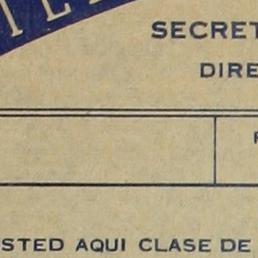 SECRET
DIRE
STED AQUI CLASE DE